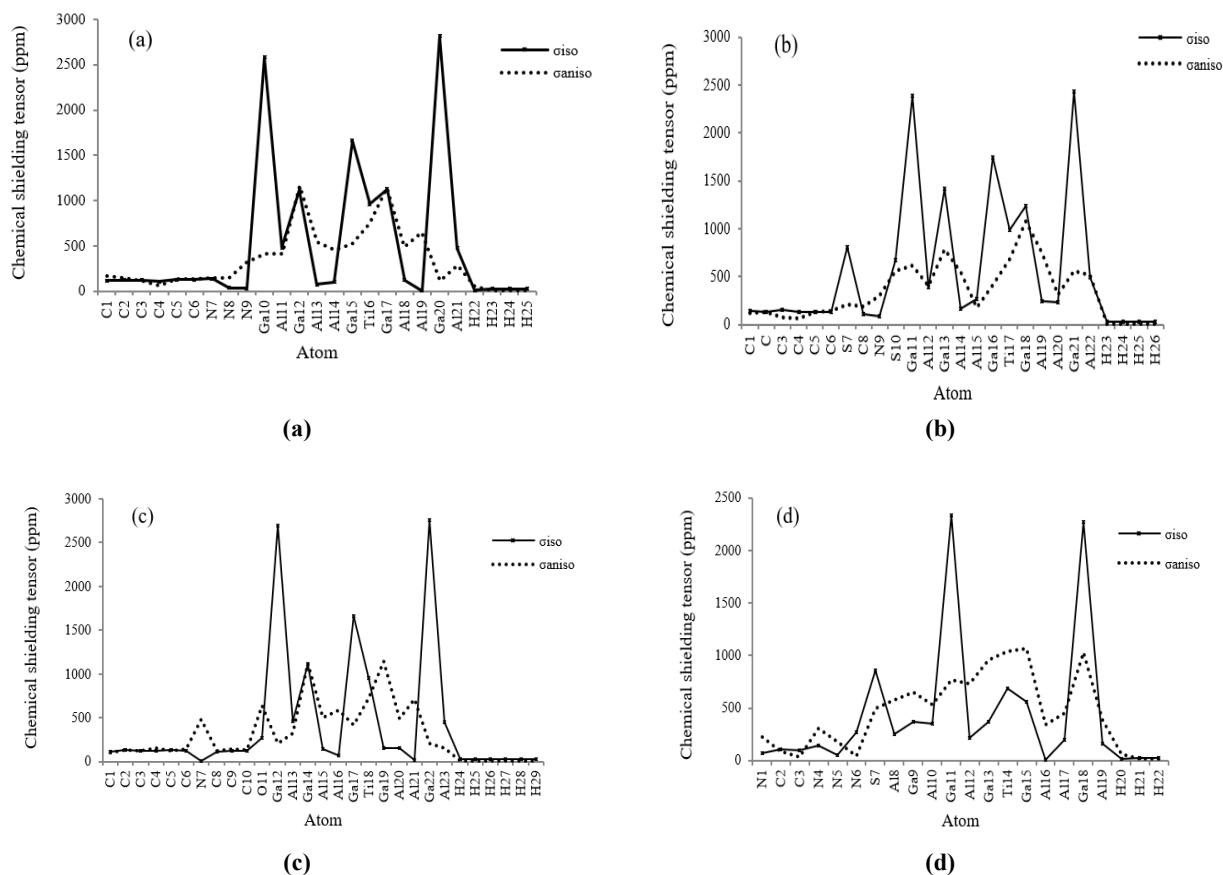 (a)
Chemical shielding tensor (ppm)
3000
2500
2000
1500
1000
500
0
σiso
σaniso
C1 C2 C3 C4 C5 C6 N7 N8 N9 Ga10 Al11 Ga12 Al13 Al14 Ga15 Ti16 Ga17 Al18 Al19 Ga20 Al21 H22 H23 H24 H25
Atom
(a)
(b)
Chemical shielding tensor (ppm)
3000
2500
2000
1500
1000
500
0
σiso
σaniso
C1 C C3 C4 C5 C6 S7 C8 N9 S10 Ga11 Al12 Ga13 Al14 Al15 Ga16 Ti17 Ga18 Al19 Al20 Ga21 Al22 H23 H24 H25 H26
Atom
(b)
(c)
Chemical shielding tensor (ppm)
3000
2500
2000
1500
1000
500
0
σiso
σaniso
C1 C2 C3 C4 C5 C6 N7 C8 C9 C10 O11 Ga12 Al13 Ga14 Al15 Al16 Ga17 Ti18 Ga19 Al20 Al21 Ga22 Al23 H24 H25 H26 H27 H28 H29
Atom
(c)
(d)
Chemical shielding tensor (ppm)
2500
2000
1500
1000
500
0
σiso
σaniso
N1 C2 C3 N4 N5 N6 S7 Al8 Ga9 Al10 Ga11 Al12 Ga13 Ti14 Ga15 Al16 Al17 Ga18 Al19 H20 H21 H22
Atom
(d)